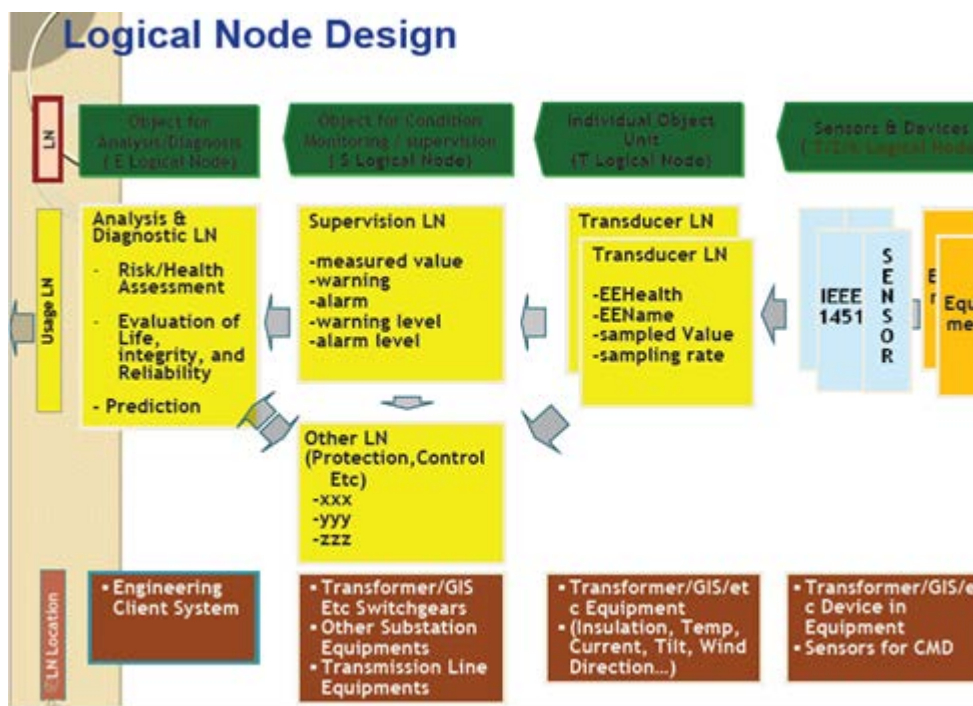 Logical Node Design
LN
Object for
Analysis/Diagnosis
( E Logical Node)
Object for Condition
Monitoring / supervision
( S Logical Node)
Individual Object
Unit
(T Logical Node)
Sensors & Devices
Logical Node
Usage LN
Analysis &
Diagnostic LN
- Risk/Health
Assessment
- Evaluation of
Life,
integrity, and
Reliability
- Prediction
Supervision LN
-measured value
-warning
-alarm
-warning level
-alarm level
Transducer LN
Transducer LN
-EEHealth
-EEName
-sampled Value
-sampling rate
IEEE
1451
SENSOR
Equ
me
Other LN
(Protection,Control
Etc)
-xxx
-yyy
-zzz
LN Location
▪ Engineering
Client System
▪ Transformer/GIS
Etc Switchgears
▪ Other Substation
Equipments
▪ Transmission Line
Equipments
▪ Transformer/GIS/et
c Equipment
▪ (Insulation, Temp,
Current, Tilt, Wind
Direction…)
▪ Transformer/GIS/e
c Device in
Equipment
▪ Sensors for CMD